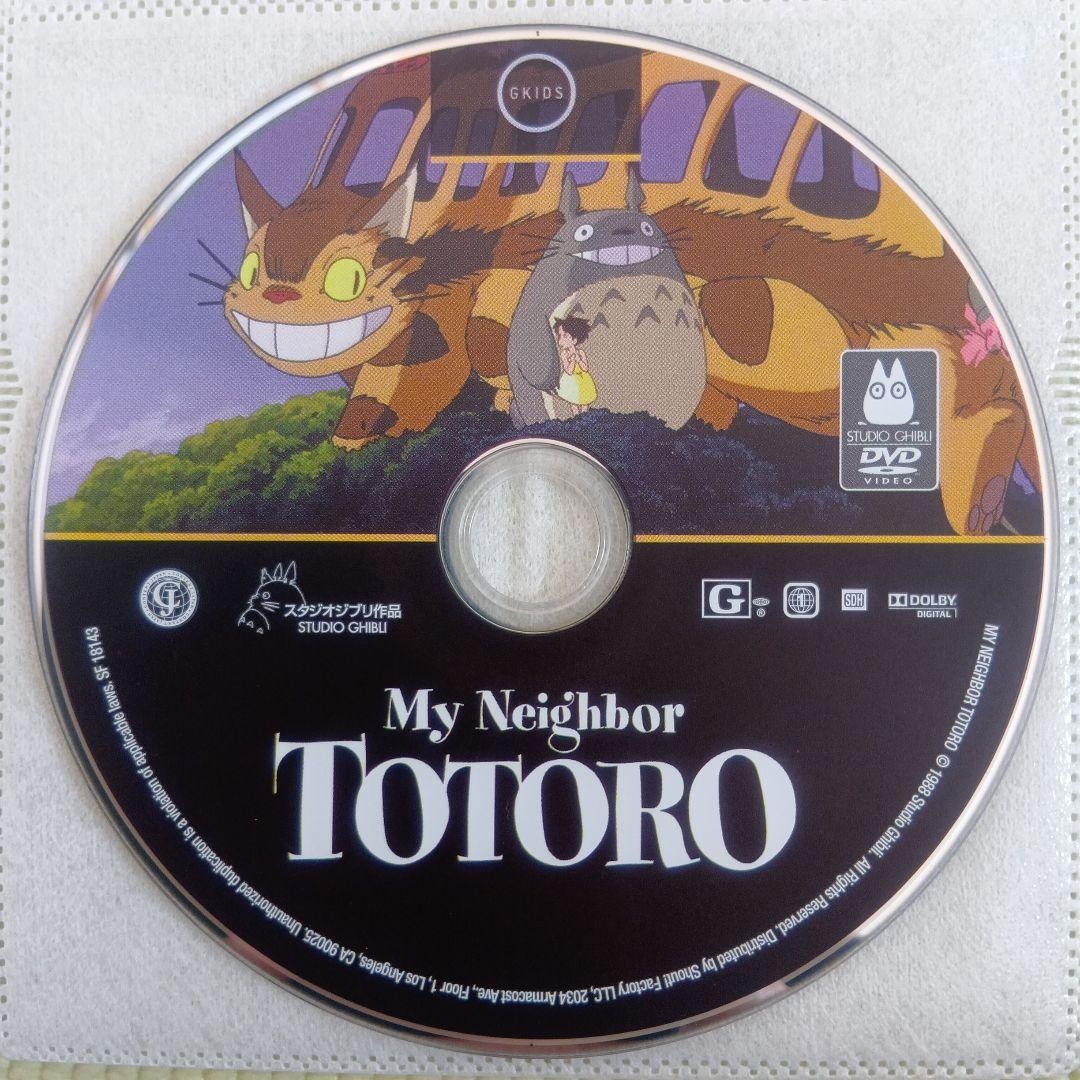 GKIDS
STUDIO GHIBLI
DVD
VIDEO
スタジオジブリ作品
STUDIO GHIBLI
G
®
1
SDH
DOLBY
DIGITAL
My Neighbor
TOTORO
MY NEIGHBOR TOTORO © 1988 Studio Ghibli. All Rights Reserved. Distributed by Shout! Factory LLC, 2034 Armacost Ave., Floor 1, Los Angeles, CA 90025. Unauthorized duplication is a violation of applicable laws. SF 18143